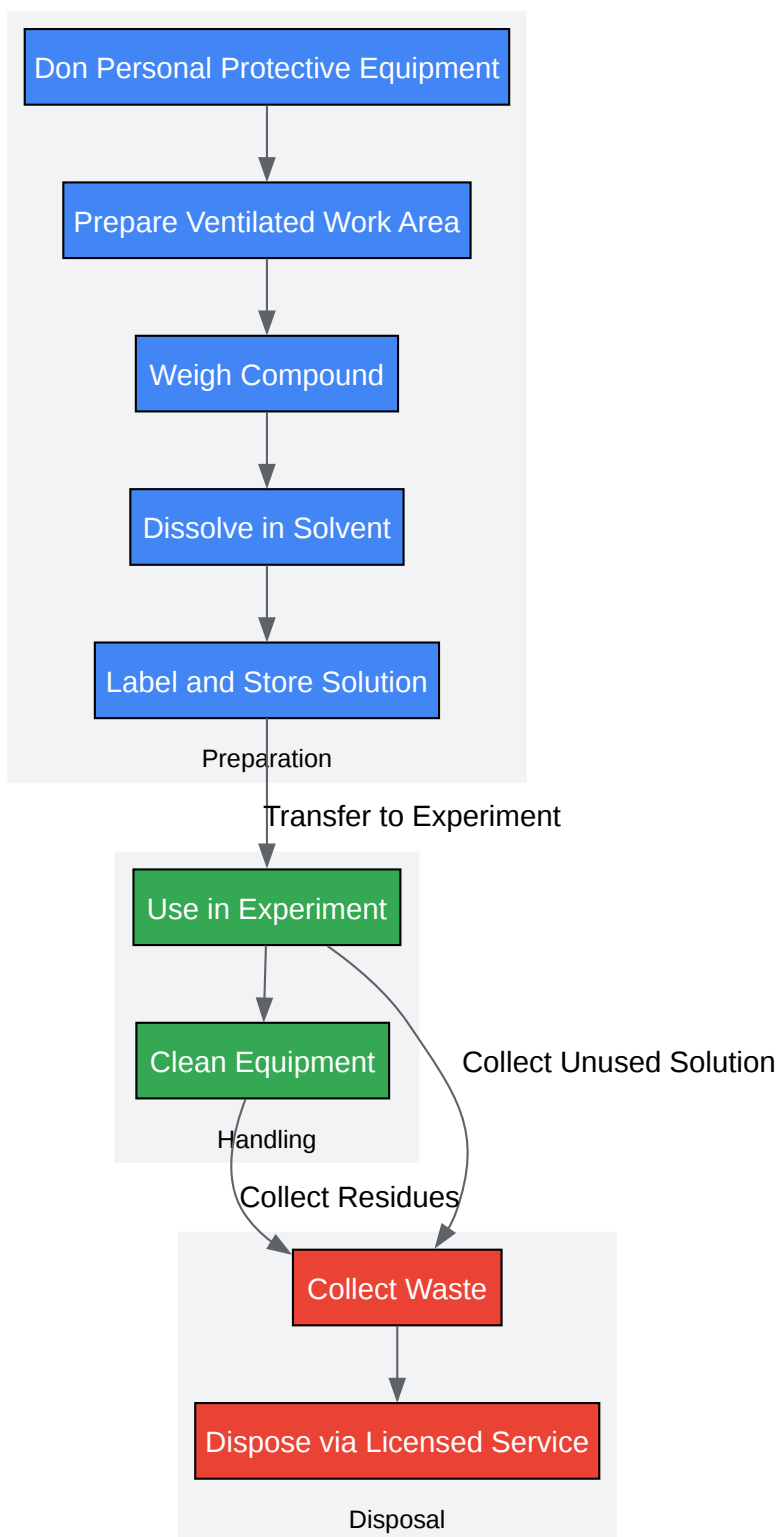 Don Personal Protective Equipment
Prepare Ventilated Work Area
Weigh Compound
Dissolve in Solvent
Label and Store Solution
Preparation
Transfer to Experiment
Use in Experiment
Clean Equipment
Collect Unused Solution
Handling
Collect Residues
Collect Waste
Dispose via Licensed Service
Disposal